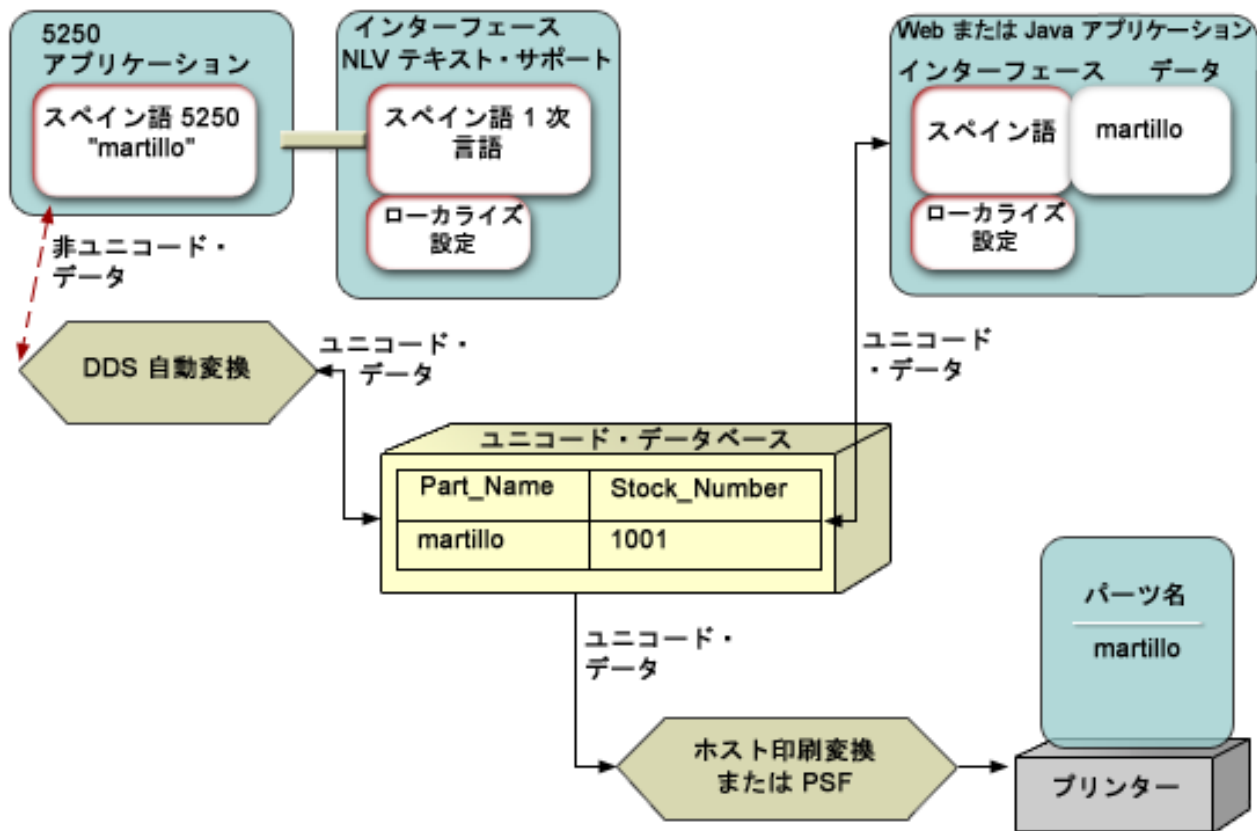 5250
アプリケーション
スペイン語 5250
"martillo"
インターフェース
NLV テキスト・サポート
スペイン語 1 次
言語
ローカライズ
設定
Web または Java アプリケーション
インターフェース
データ
スペイン語
martillo
ローカライズ
設定
非ユニコード・
データ
DDS 自動変換
ユニコード・
データ
ユニコード
・データ
ユニコード・データベース
Part_Name
Stock_Number
martillo
1001
ユニコード・
データ
ホスト印刷変換
または PSF
パーツ名
martillo
プリンター